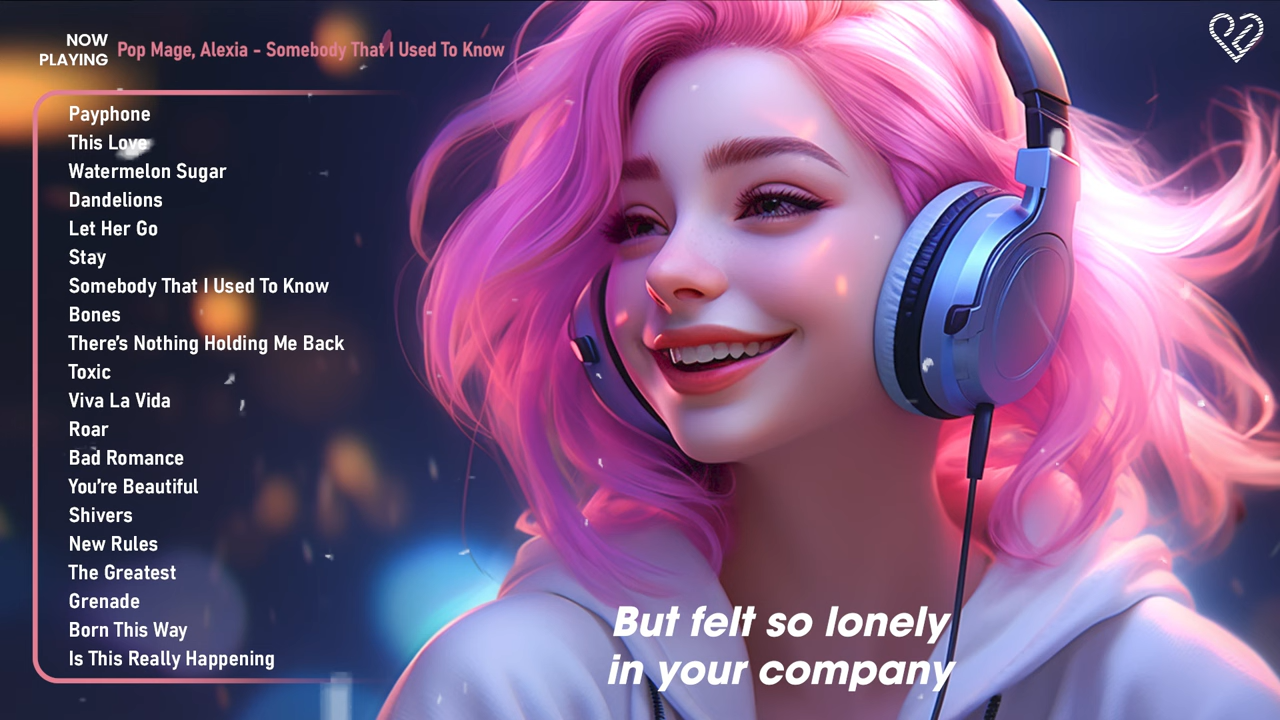 NOW
PLAYING
Pop Mage, Alexia - Somebody That I Used To Know
Payphone
This Love
Watermelon Sugar
Dandelions
Let Her Go
Stay
Somebody That I Used To Know
Bones
There's Nothing Holding Me Back
Toxic
Viva La Vida
Roar
Bad Romance
You're Beautiful
Shivers
New Rules
The Greatest
Grenade
Born This Way
Is This Really Happening
But felt so lonely
in your company